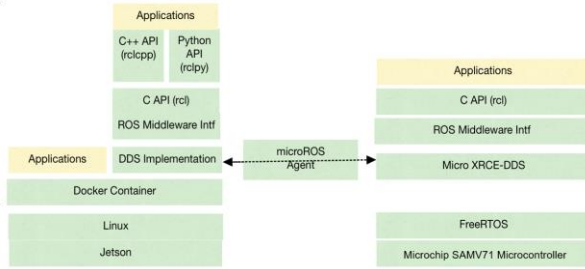 Applications
C++ API
(rclcpp)
Python
API
(rclpy)
C API (rcl)
ROS Middleware Intf
Applications
DDS Implementation
Docker Container
Linux
Jetson
microROS
Agent
Applications
C API (rcl)
ROS Middleware Intf
Micro XRCE-DDS
FreeRTOS
Microchip SAMV71 Microcontroller